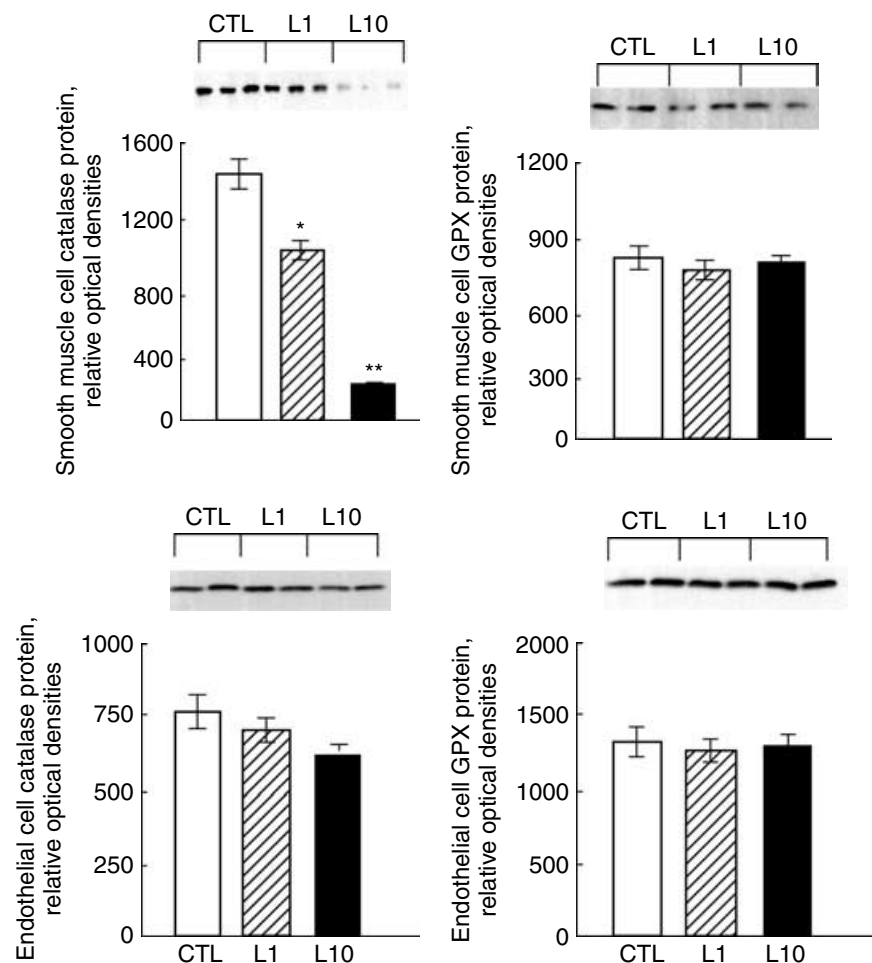 CTL L1 L10
Smooth muscle cell catalase protein,
relative optical densities
1600
1200
800
400
0
*
**
CTL L1 L10
Smooth muscle cell GPX protein,
relative optical densities
1200
900
600
300
0
CTL L1 L10
Endothelial cell catalase protein,
relative optical densities
1000
750
500
250
0
CTL L1 L10
CTL L1 L10
Endothelial cell GPX protein,
relative optical densities
2000
1500
1000
500
0
CTL L1 L10